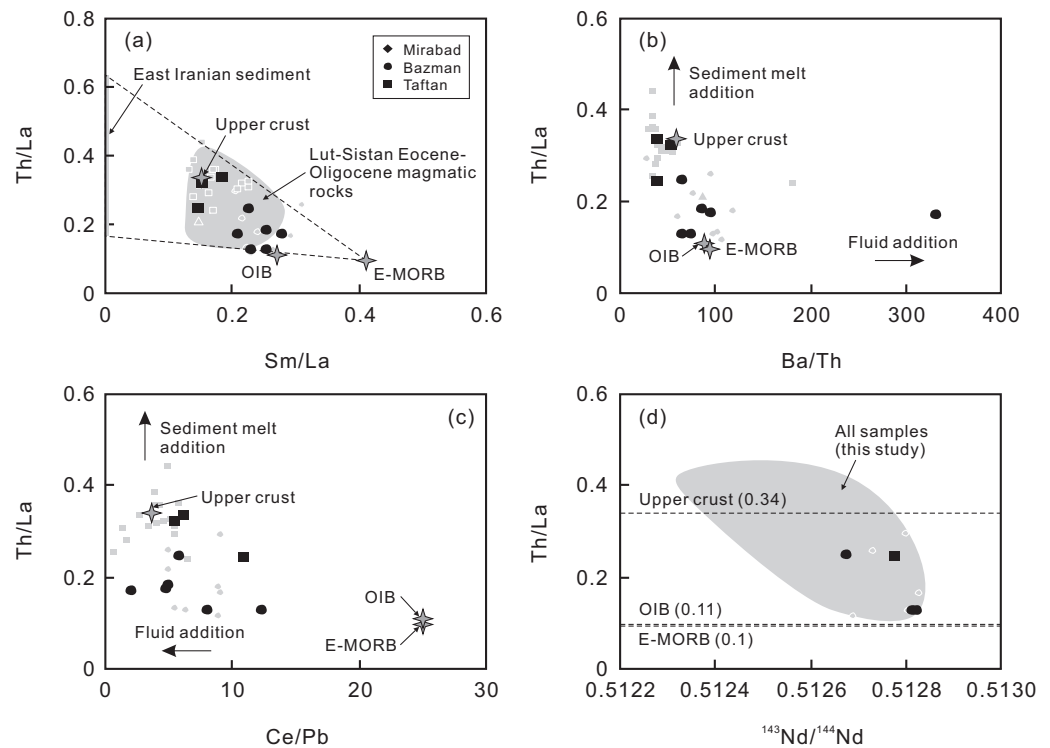 0.8
0.6
0.4
0.2
0
Th/La
(a)
East Iranian sediment
Mirabad
Bazman
Taftan
Upper crust
Lut-Sistan Eocene-
Oligocene magmatic
rocks
OIB
E-MORB
0
0.2
0.4
0.6
Sm/La
0.6
0.4
0.2
0
Th/La
(b)
Sediment melt
addition
Upper crust
OIB
E-MORB
Fluid addition
0
100
200
300
400
Ba/Th
0.6
0.4
0.2
0
Th/La
(c)
Sediment melt
addition
Upper crust
OIB
E-MORB
Fluid addition
0
10
20
30
Ce/Pb
0.6
0.4
0.2
0
Th/La
(d)
All samples
(this study)
Upper crust (0.34)
OIB (0.11)
E-MORB (0.1)
0.5122
0.5124
0.5126
0.5128
0.5130
¹⁴³Nd/¹⁴⁴Nd